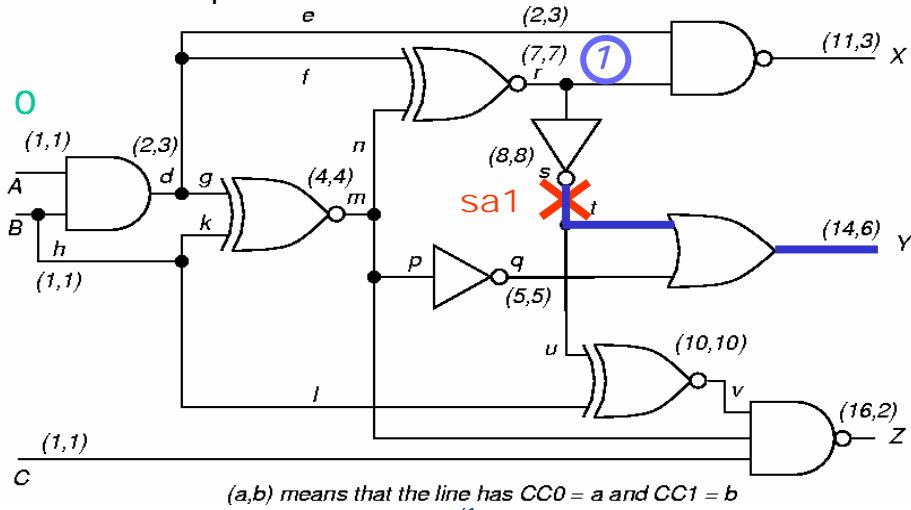 e
(2,3)
(11,3)
X
(7,7)
1
r
f
0
(1,1)
(2,3)
n
(8,8)
A
d
g
(4,4)
m
s
sa1
t
(14,6)
Y
B
h
k
(1,1)
p
q
(5,5)
u
(10,10)
l
v
(16,2)
Z
(1,1)
C
(a,b) means that the line has CC0 = a and CC1 = b